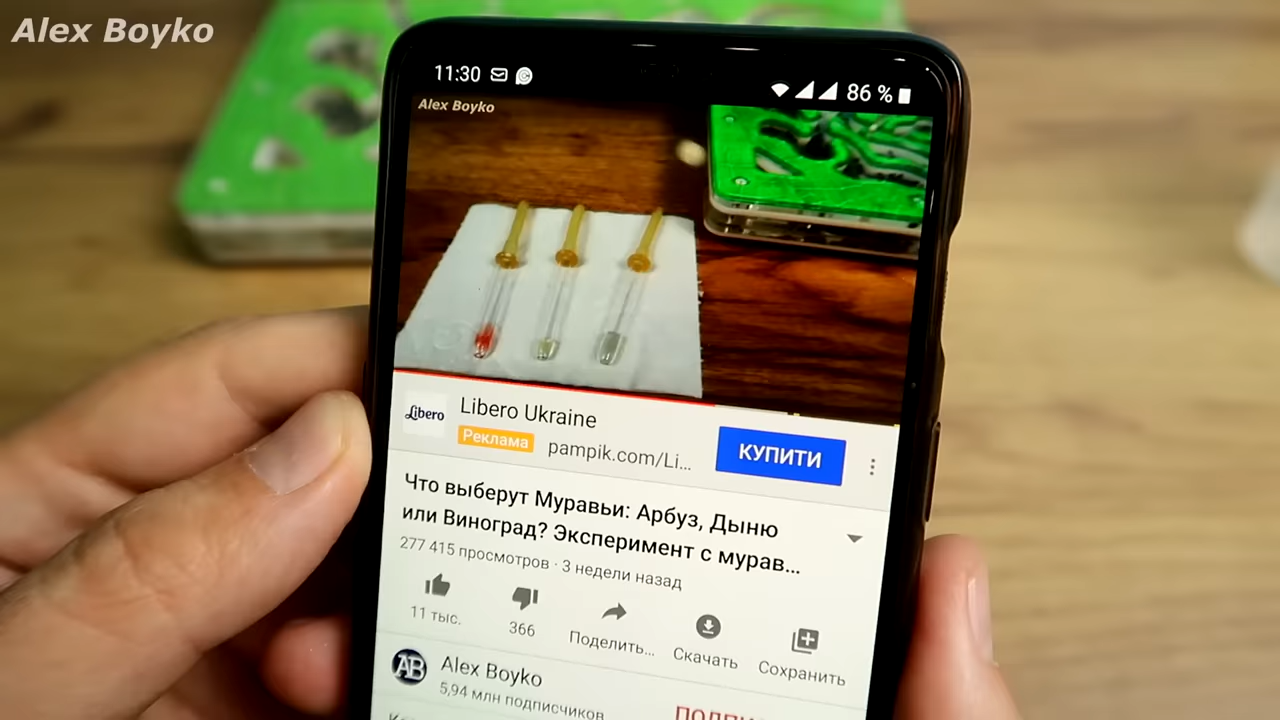 Alex Boyko
11:30
86 %
Alex Boyko
Libero
Libero Ukraine
Реклама
pampik.com/Li...
КУПИТИ
Что выберут Муравьи: Арбуз, Дыню
или Виноград? Эксперимент с мурав...
277 415 просмотров · 3 недели назад
11 тыс.
366
Поделить...
Скачать
Сохранить
AB
Alex Boyko
5,94 млн подписчиков